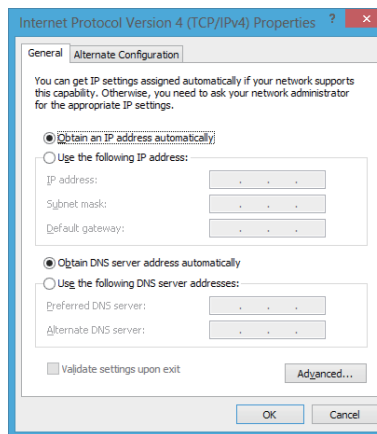 Internet Protocol Version 4 (TCP/IPv4) Properties ? ×
General Alternate Configuration
You can get IP settings assigned automatically if your network supports
this capability. Otherwise, you need to ask your network administrator
for the appropriate IP settings.
Obtain an IP address automatically
Use the following IP address:
IP address: . . .
Subnet mask: . . .
Default gateway: . . .
Obtain DNS server address automatically
Use the following DNS server addresses:
Preferred DNS server: . . .
Alternate DNS server: . . .
Validate settings upon exit
Advanced...
OK Cancel